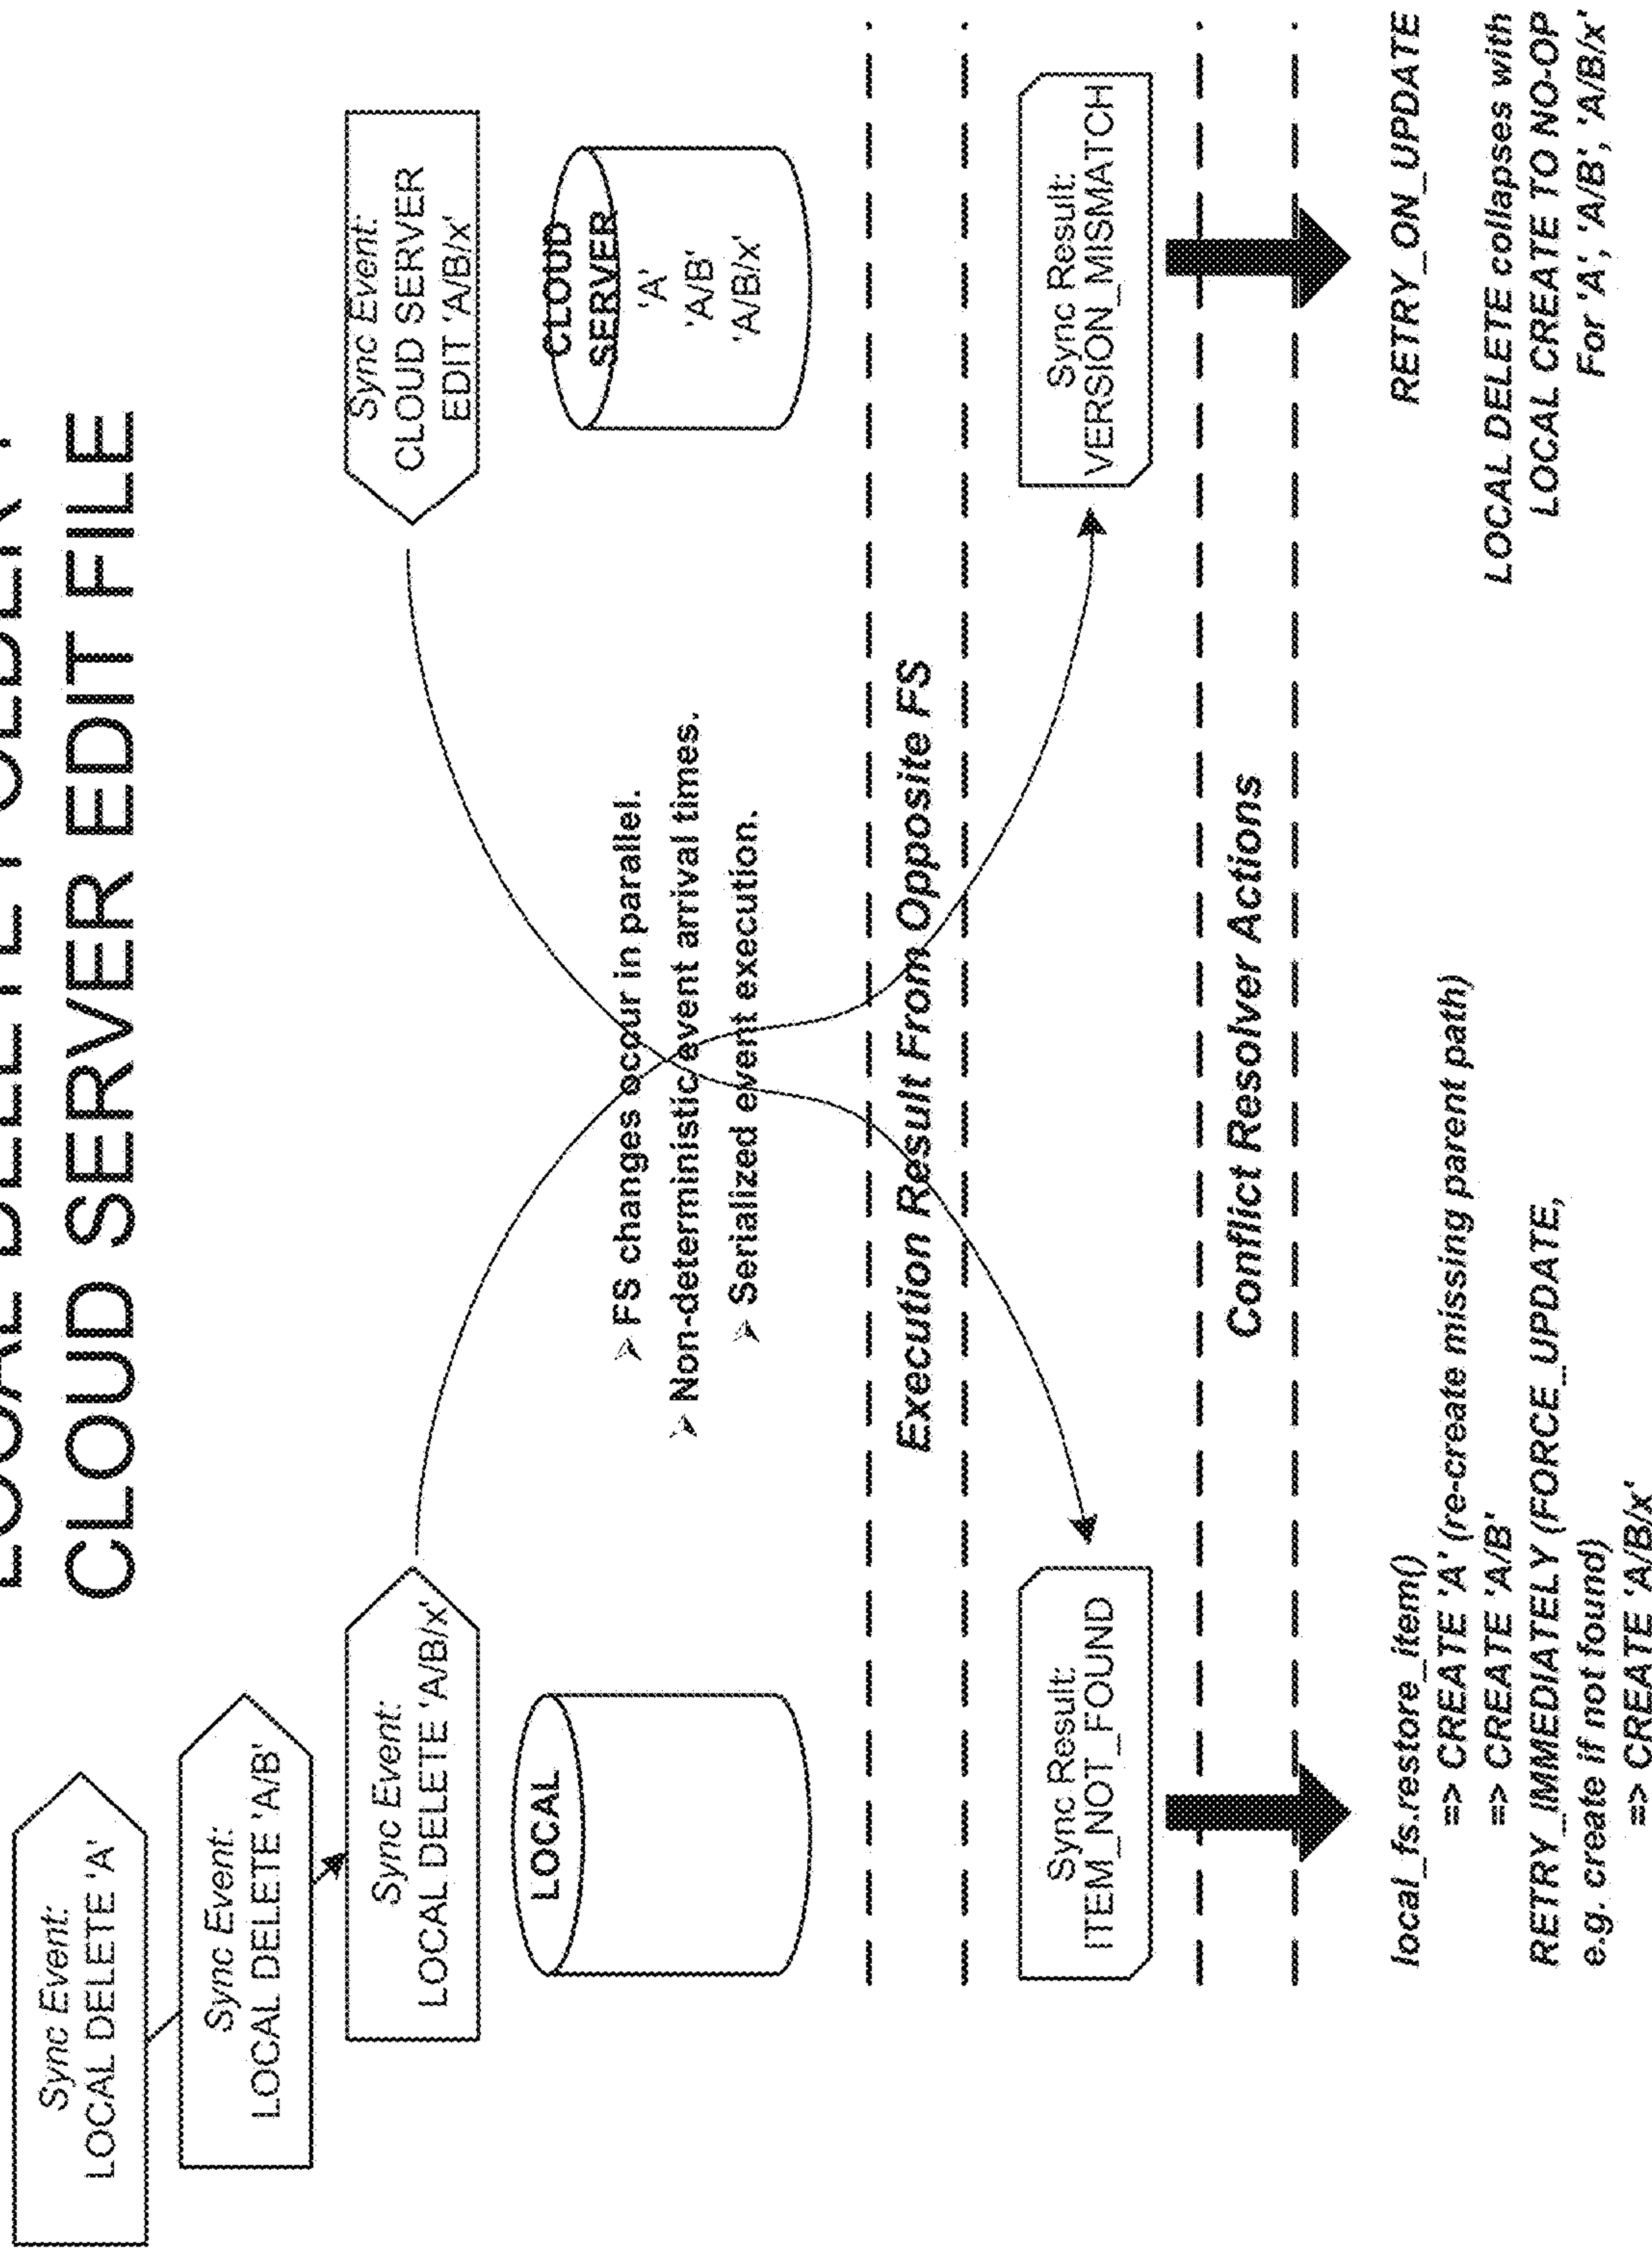 CLOUD SERVER EDIT FILE
Sync Event:
LOCAL DELETE 'A'
Sync Event:
LOCAL DELETE 'A/B'
Sync Event:
LOCAL DELETE 'A/B/x'
Sync Event:
CLOUD SERVER
EDIT 'A/B/x'
LOCAL
CLOUD
SERVER
'A'
'A/B'
'A/B/x'
➢ FS changes occur in parallel.
➢ Non-deterministic event arrival times.
➢ Serialized event execution.
Execution Result From Opposite FS
Sync Result:
ITEM_NOT_FOUND
Sync Result:
VERSION_MISMATCH
Conflict Resolver Actions
local_fs.restore_item()
=> CREATE 'A' (re-create missing parent path)
=> CREATE 'A/B'
RETRY_IMMEDIATELY (FORCE_UPDATE,
e.g. create if not found)
=> CREATE 'A/B/x'
RETRY_ON_UPDATE
LOCAL DELETE collapses with
LOCAL CREATE TO NO-OP
For 'A', 'A/B', 'A/B/x'